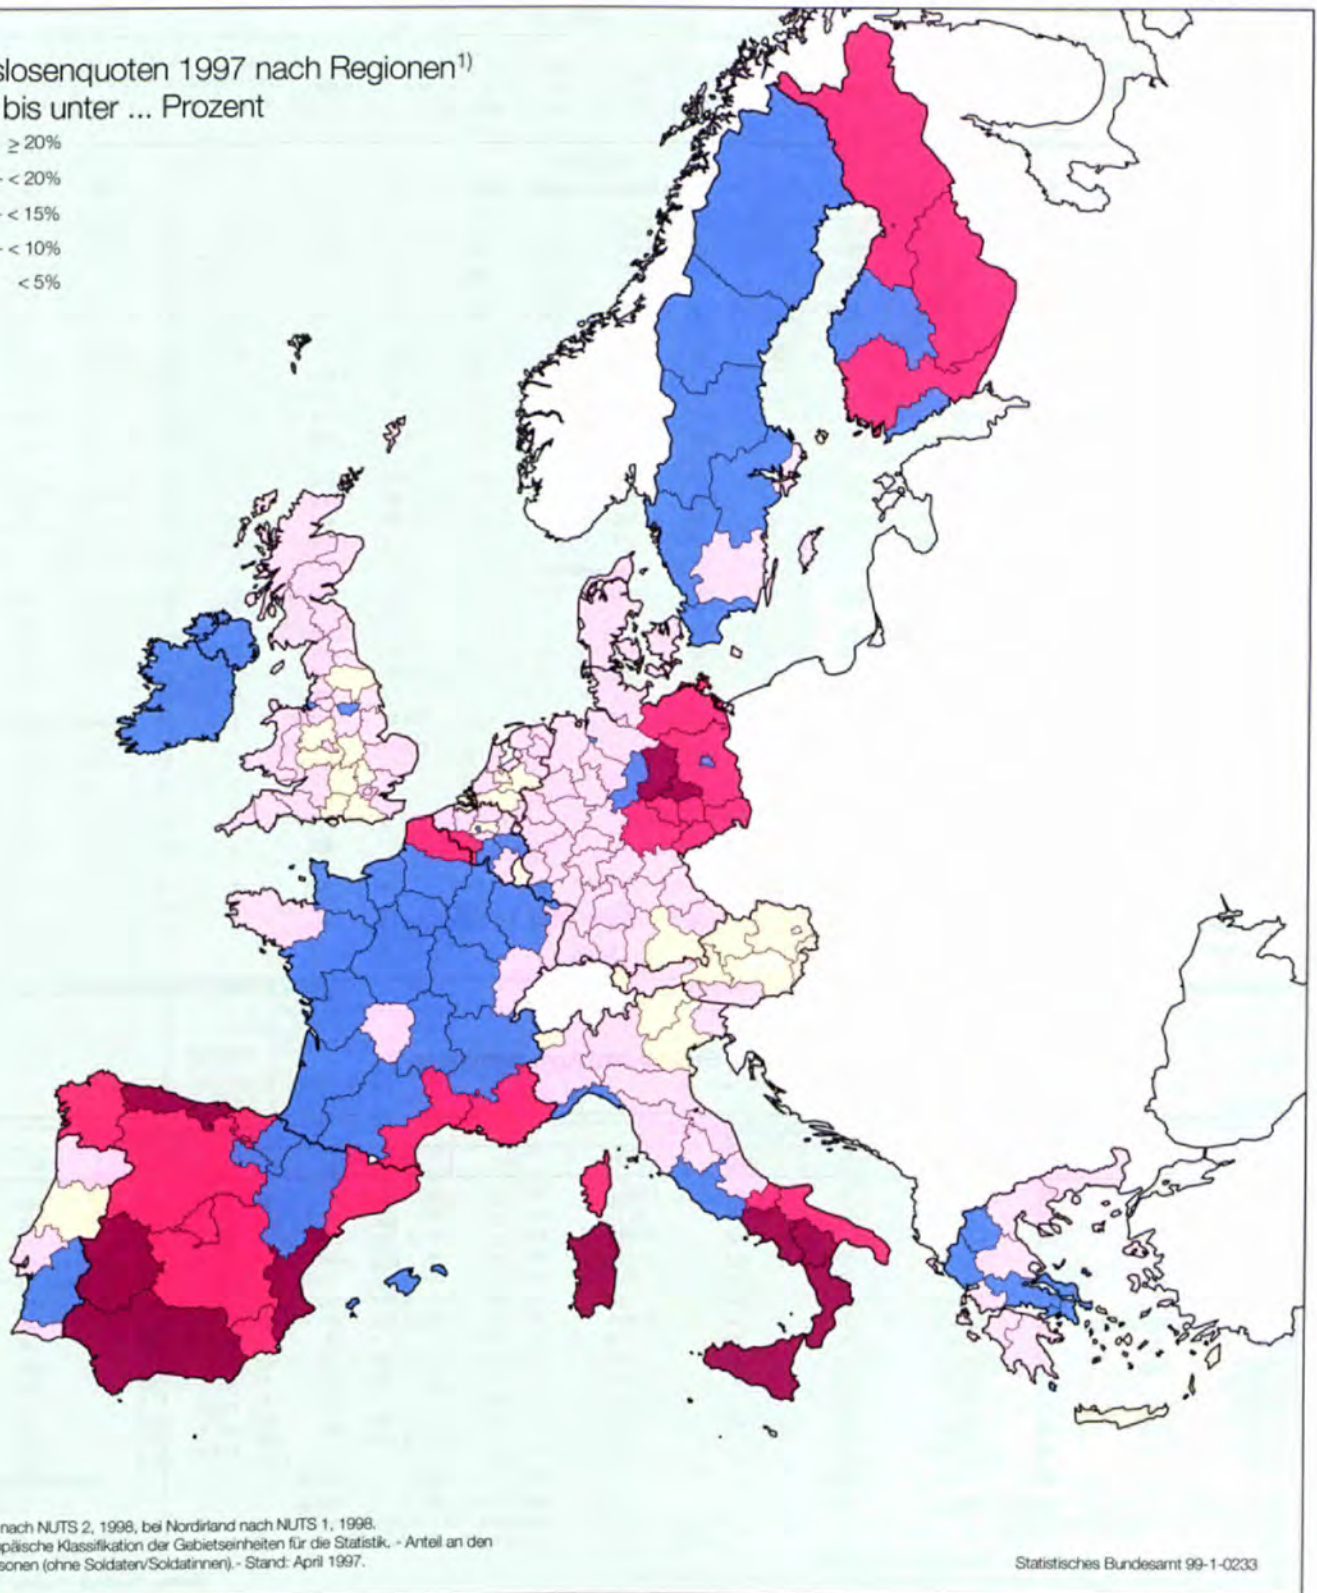 slosenquoten 1997 nach Regionen¹⁾
bis unter ... Prozent
≥ 20%
- < 20%
- < 15%
- < 10%
< 5%
nach NUTS 2, 1998, bei Nordirland nach NUTS 1, 1998.
päische Klassifikation der Gebietseinheiten für die Statistik. - Anteil an den
sonen (ohne Soldaten/Soldatinnen).- Stand: April 1997.
Statistisches Bundesamt 99-1-0233